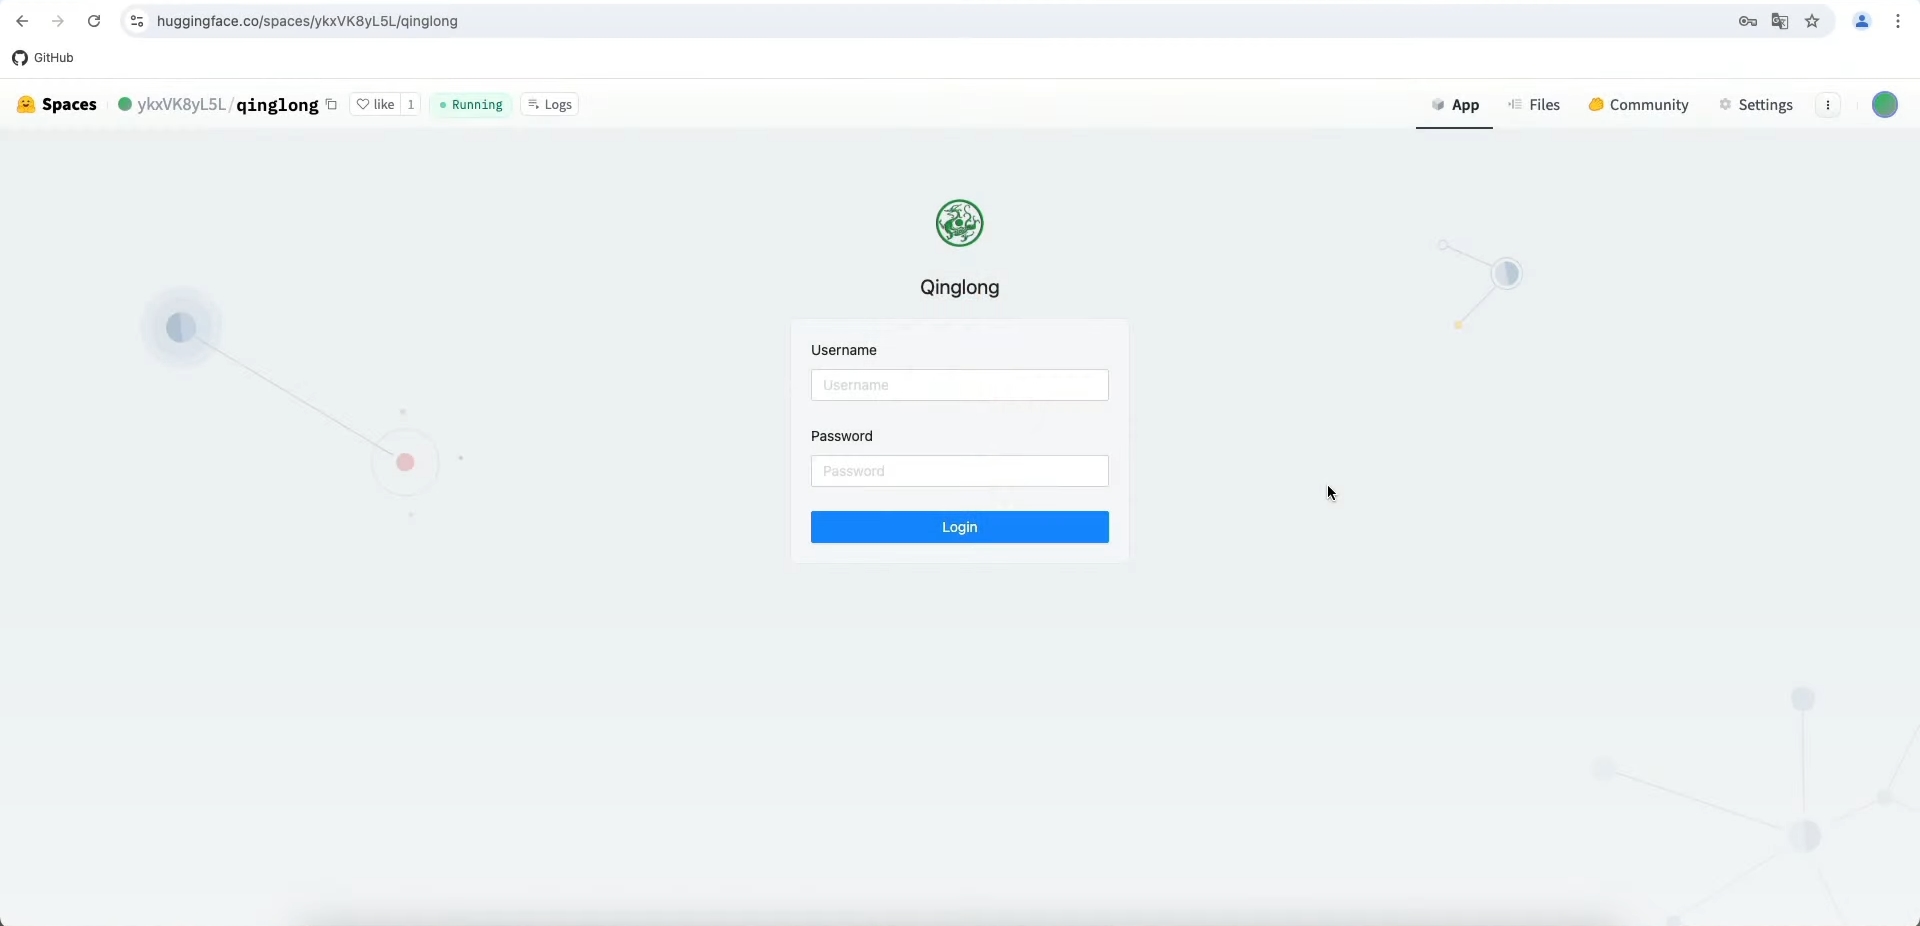 huggingface.co/spaces/ykxVK8yL5L/qinglong
GitHub
Spaces ykxVK8yL5L/qinglong like 1 Running Logs App Files Community Settings
Qinglong
Username
Username
Password
Password
Login